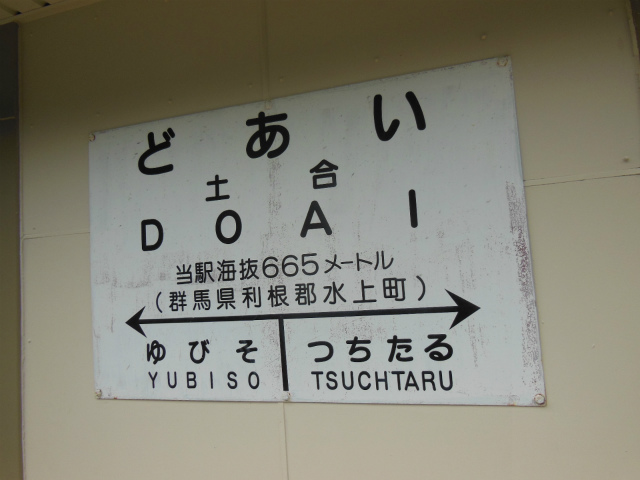 どあい
土合
DOAI
当駅海抜665メートル
(群馬県利根郡水上町)
ゆびそ つちたる
YUBISO TSUCHTARU